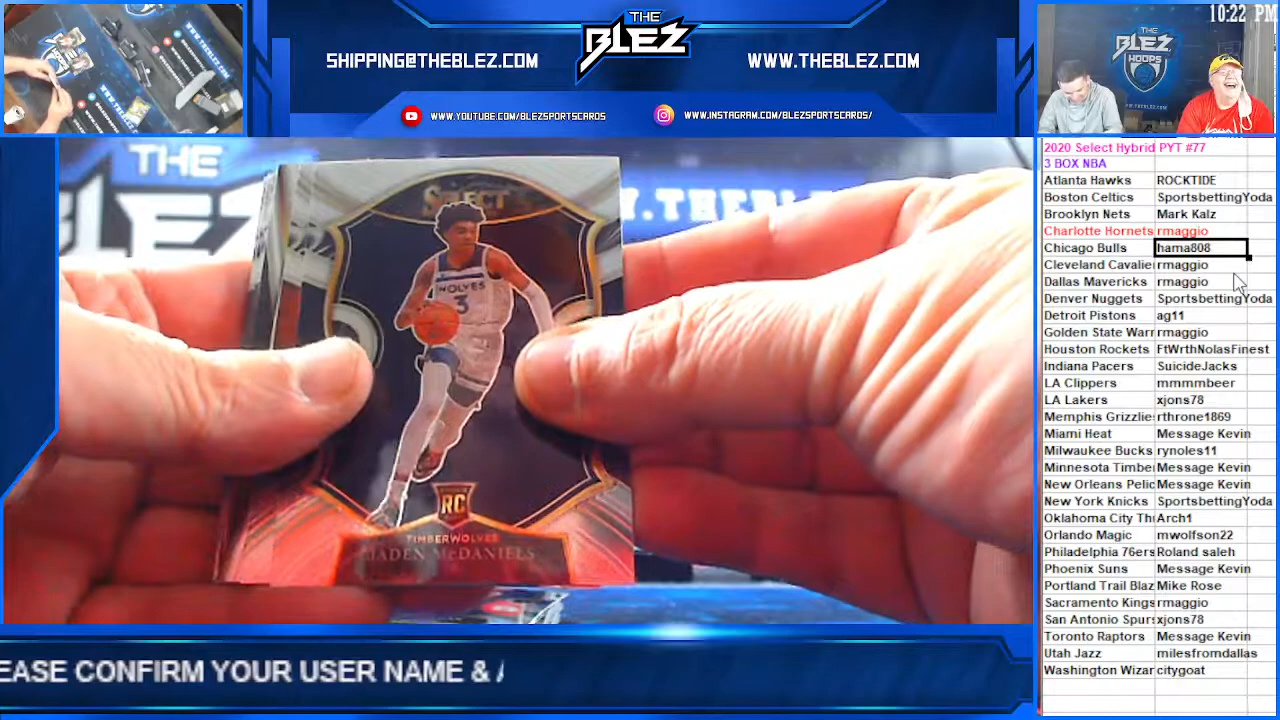 10:22 PM
THE
BLEZ
SHIPPING@THEBLEZ.COM
WWW.THEBLEZ.COM
WWW.YOUTUBE.COM/BLEZSPORTSCARDS
WWW.INSTAGRAM.COM/BLEZSPORTSCARDS/
THE
BLEZ
HOOPS
2020 Select Hybrid PYT #77
3 BOX NBA
Atlanta Hawks ROCKTIDE
Boston Celtics SportsbettingYoda
Brooklyn Nets Mark Kalz
Charlotte Hornets rmaggio
Chicago Bulls hama808
Cleveland Cavalie rmaggio
Dallas Mavericks rmaggio
Denver Nuggets SportsbettingYoda
Detroit Pistons ag11
Golden State Warr rmaggio
Houston Rockets FtWrthNolasFinest
Indiana Pacers SuicideJacks
LA Clippers mmmmbeer
LA Lakers xjons78
Memphis Grizzlie rthrone1869
Miami Heat Message Kevin
Milwaukee Bucks rynoles11
Minnesota Timbe Message Kevin
New Orleans Pelic Message Kevin
New York Knicks SportsbettingYoda
Oklahoma City Th Arch1
Orlando Magic mwolfson22
Philadelphia 76ers Roland saleh
Phoenix Suns Message Kevin
Portland Trail Blaz Mike Rose
Sacramento Kings rmaggio
San Antonio Spurs xjons78
Toronto Raptors Message Kevin
Utah Jazz milesfromdallas
Washington Wizar citygoat
THE
SELECT
WOLVES
3
RC
TIMBERWOLVES
JADEN McDANIELS
EASE CONFIRM YOUR USER NAME &